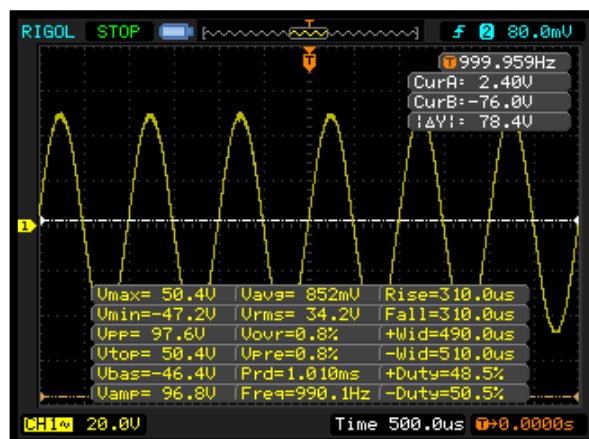 RIGOL STOP T f 2 80.0mV
T 999.959Hz
CurA: 2.40V
CurB:-76.0V
|ΔY|: 78.4V
T
1
Vmax= 50.4V Vavg= 852mV Rise=310.0us
Vmin=-47.2V Vrms= 34.2V Fall=310.0us
Vpp= 97.6V Vovr=0.8% +Wid=490.0us
Vtop= 50.4V Vpre=0.8% -Wid=510.0us
Vbas=-46.4V Prd=1.010ms +Duty=48.5%
Vamp= 96.8V Freq=990.1Hz -Duty=50.5%
CH1~ 20.0V Time 500.0us T→0.0000s